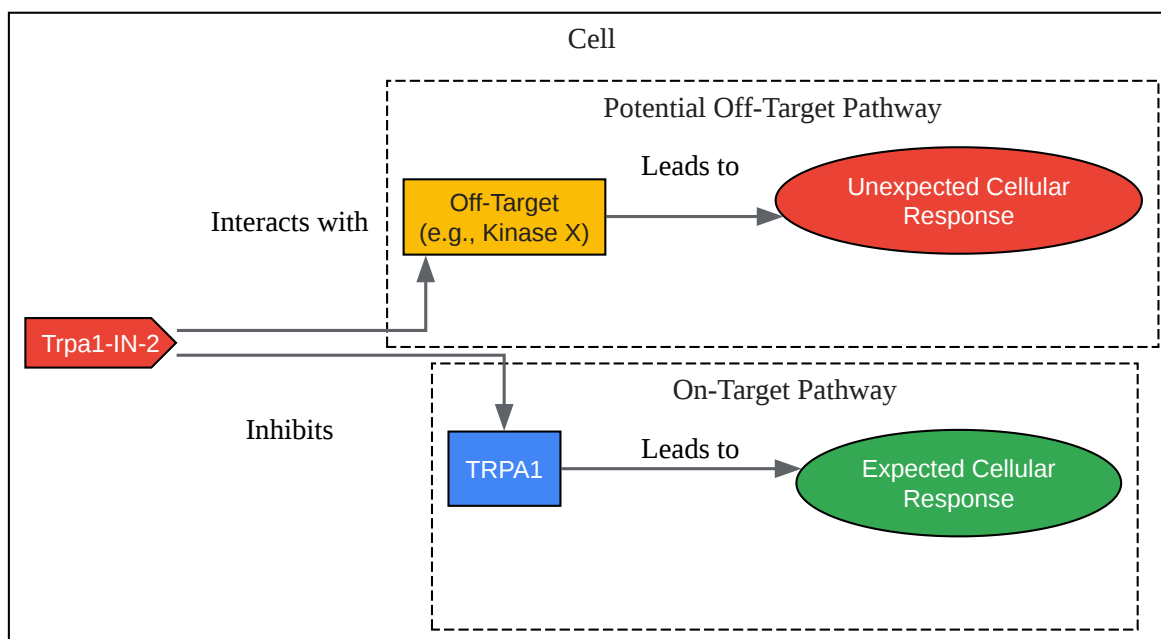 Cell
Potential Off-Target Pathway
Leads to
Unexpected Cellular
Response
Off-Target
(e.g., Kinase X)
Interacts with
Trpa1-IN-2
On-Target Pathway
Inhibits
Leads to
TRPA1
Expected Cellular
Response